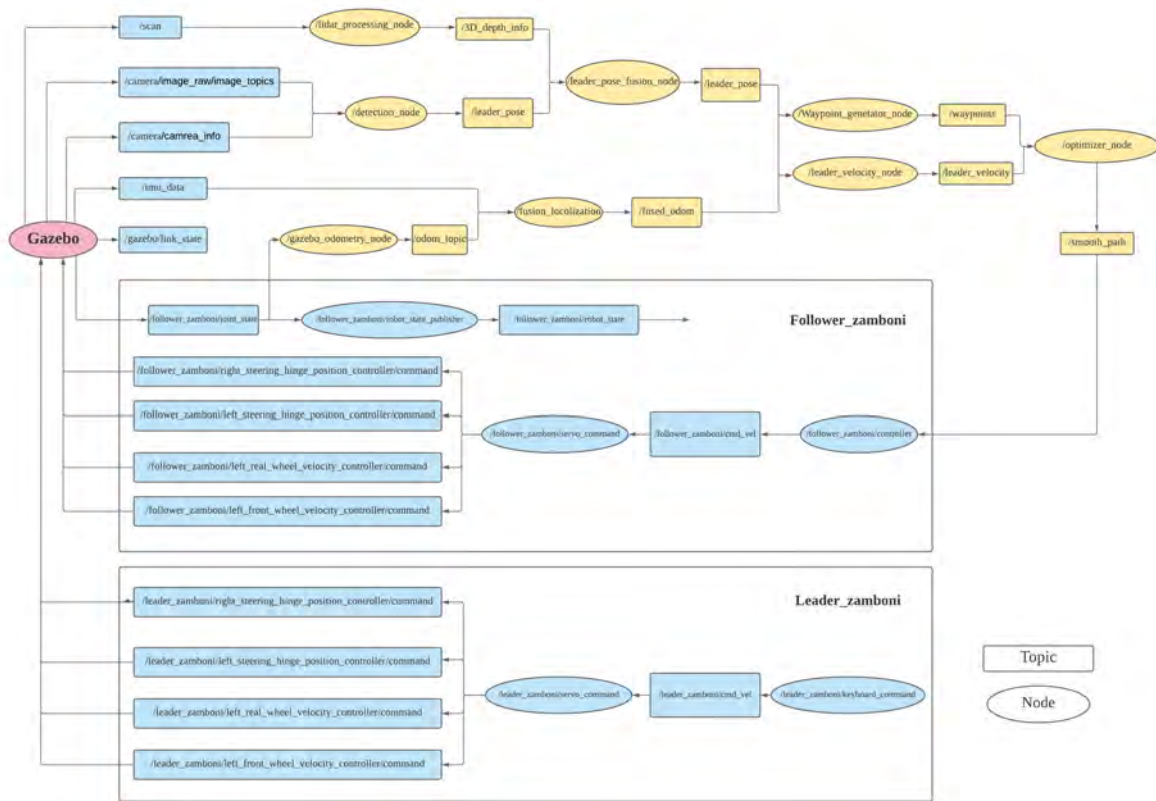 /scan
/lidar_processing_node
/3D_depth_info
/camera/image_raw/image_topics
/leader_pose_fusion_node
/leader_pose
/detection_node
/leader_pose
/Waypoint_genetator_node
/waypoints
/camera/camrea_info
/optimizer_node
/leader_velocity_node
/leader_velocity
/imu_data
/fusion_locolization
/fused_odom
Gazebo
/gazebo/link_state
/gazebo_odometry_node
/odom_topic
/smooth_path
/follower_zamboni/joint_state
/follower_zamboni/robot_state_publisher
/follower_zamboni/robot_state
Follower_zamboni
/follower_zamboni/right_steering_hinge_position_controller/command
/follower_zamboni/left_steering_hinge_position_controller/command
/follower_zamboni/servo_command
/follower_zamboni/cmd_vel
/follower_zamboni/controller
/follower_zamboni/left_real_wheel_velocity_controller/command
/follower_zamboni/left_front_wheel_velocity_controller/command
/leader_zamboni/right_steering_hinge_position_controller/command
Leader_zamboni
/leader_zamboni/left_steering_hinge_position_controller/command
/leader_zamboni/servo_command
/leader_zamboni/cmd_vel
/leader_zamboni/keyboard_command
/leader_zamboni/left_real_wheel_velocity_controller/command
/leader_zamboni/left_front_wheel_velocity_controller/command
Topic
Node